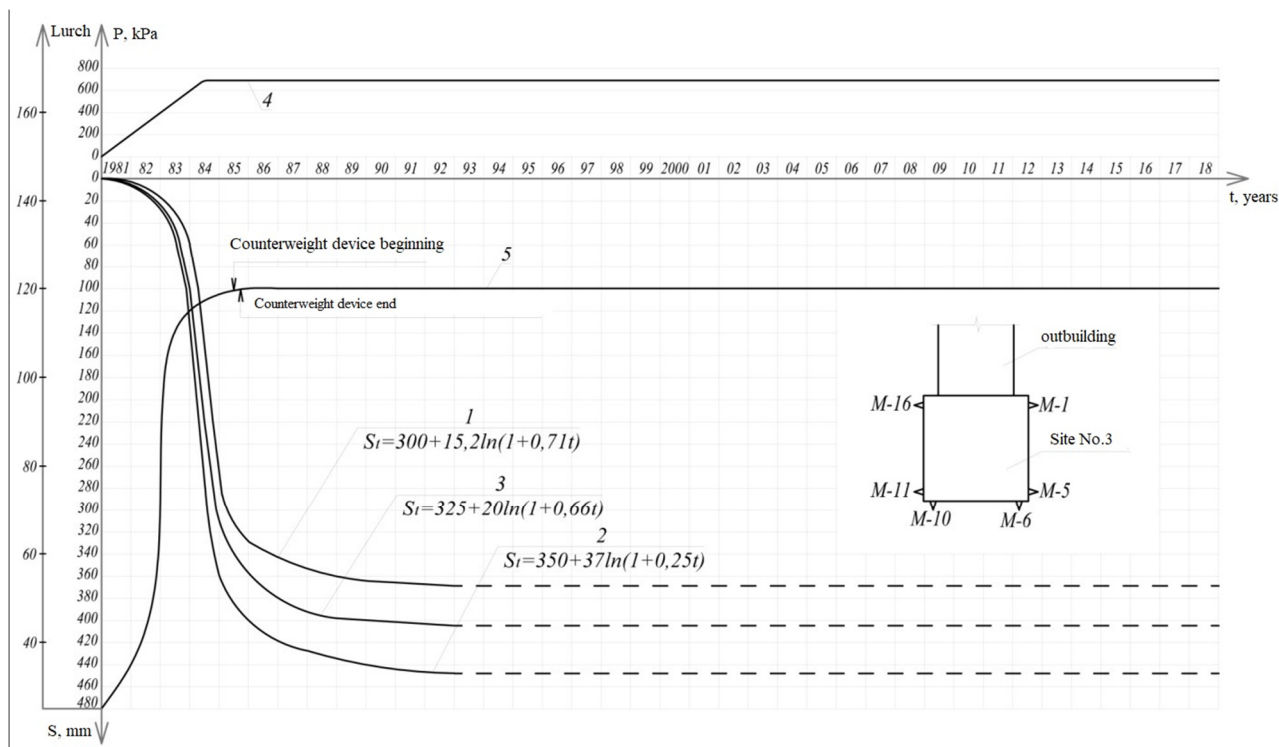 Lurch
P, kPa
800
600
400
200
0
4
160
140
120
100
80
60
40
1981 82 83 84 85 86 87 88 89 90 91 92 93 94 95 96 97 98 99 2000 01 02 03 04 05 06 07 08 09 10 11 12 13 14 15 16 17 18
t, years
0
20
40
60
80
100
120
140
160
180
200
220
240
260
280
300
320
340
360
380
400
420
440
460
480
S, mm
Counterweight device beginning
5
Counterweight device end
1
St=300+15,2ln(1+0,71t)
3
St=325+20ln(1+0,66t)
2
St=350+37ln(1+0,25t)
outbuilding
M-16
M-1
Site No.3
M-11
M-5
M-10
M-6